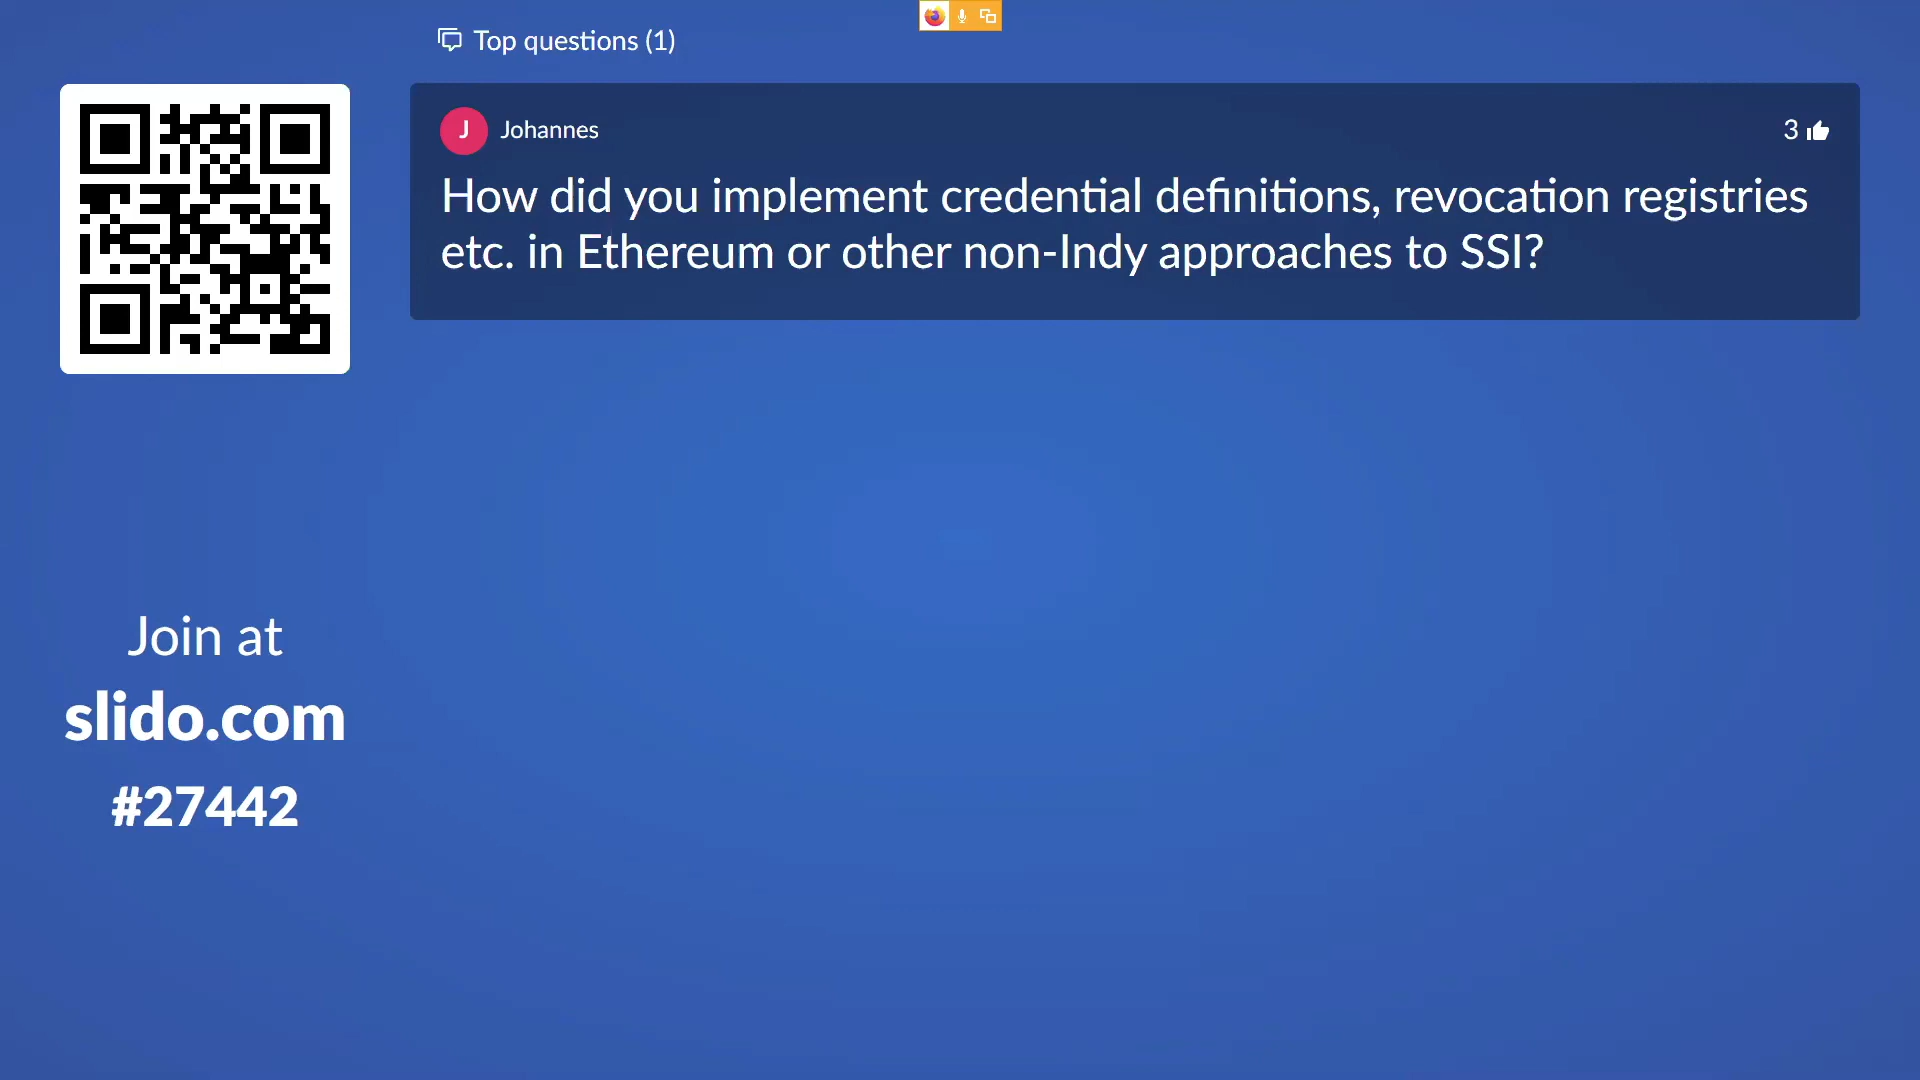 Top questions (1)
J
Johannes
3
How did you implement credential definitions, revocation registries
etc. in Ethereum or other non-Indy approaches to SSI?
Join at
slido.com
#27442